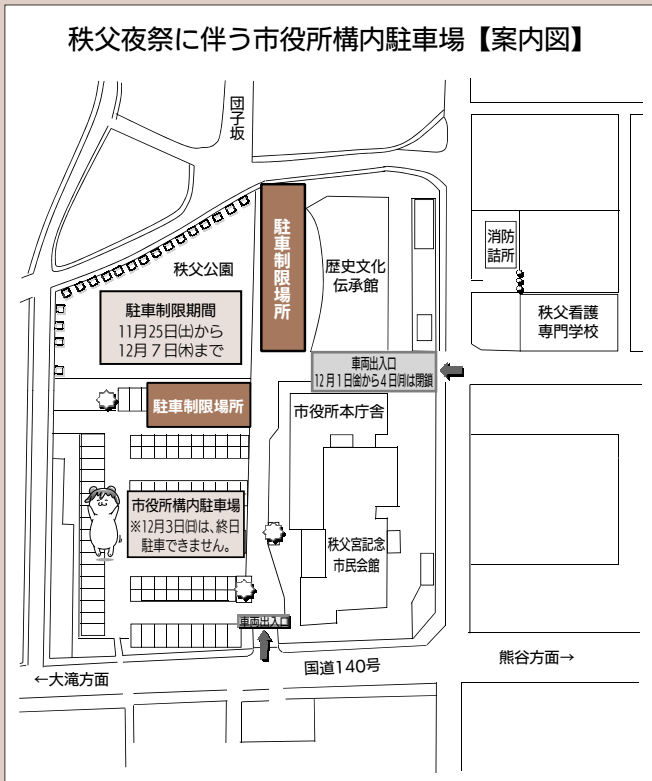 秩父夜祭に伴う市役所構内駐車場【案内図】
団子坂
駐車制限場所
歴史文化
伝承館
消防
詰所
秩父公園
駐車制限期間
11月25日㈯から
12月7日㈭まで
秩父看護
専門学校
車両出入口
12月1日㈮から4日㈪は閉鎖
駐車制限場所
市役所本庁舎
市役所構内駐車場
※12月3日㈰は、終日
駐車できません。
秩父宮記念
市民会館
車両出入口
国道140号
熊谷方面→
←大滝方面